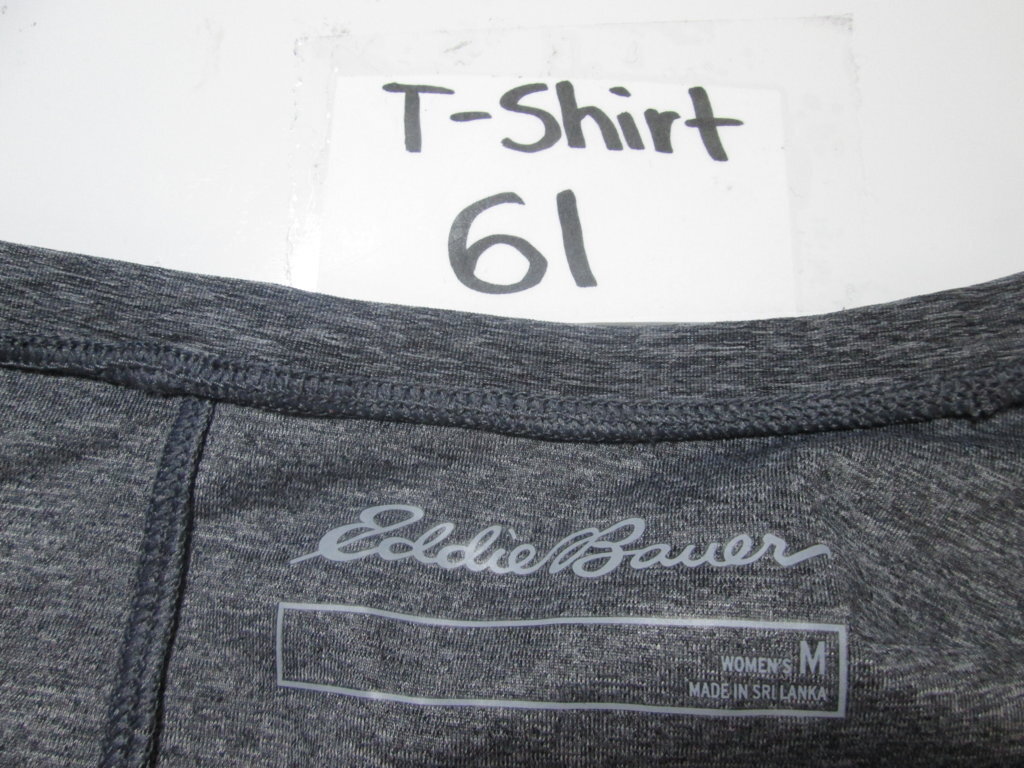 T-Shirt
61
Eddie Bauer
WOMEN'S M
MADE IN SRI LANKA